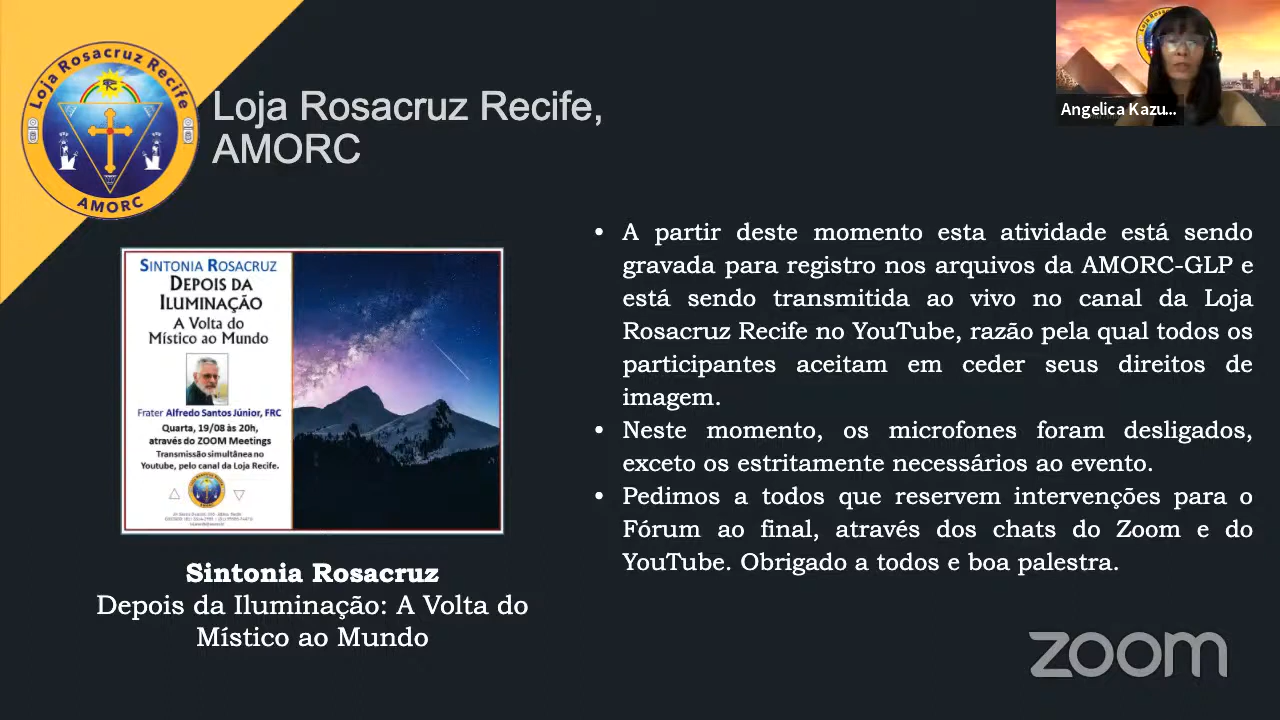 Loja Rosacruz Recife
AMORC
Loja Rosacruz Recife,
AMORC
Angelica Kazu...
SINTONIA ROSACRUZ
DEPOIS DA
ILUMINAÇÃO
A Volta do
Místico ao Mundo
Frater Alfredo Santos Júnior, FRC
Quarta, 19/08 às 20h,
através do ZOOM Meetings
Transmissão simultânea no
Youtube, pelo canal da Loja Recife.
Sintonia Rosacruz
Depois da Iluminação: A Volta do
Místico ao Mundo
• A partir deste momento esta atividade está sendo
gravada para registro nos arquivos da AMORC-GLP e
está sendo transmitida ao vivo no canal da Loja
Rosacruz Recife no YouTube, razão pela qual todos os
participantes aceitam em ceder seus direitos de
imagem.
• Neste momento, os microfones foram desligados,
exceto os estritamente necessários ao evento.
• Pedimos a todos que reservem intervenções para o
Fórum ao final, através dos chats do Zoom e do
YouTube. Obrigado a todos e boa palestra.
zoom